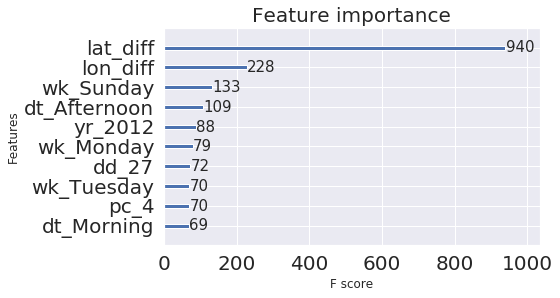 Feature importance
Features
lat_diff 940
lon_diff 228
wk_Sunday 133
dt_Afternoon 109
yr_2012 88
wk_Monday 79
dd_27 72
wk_Tuesday 70
pc_4 70
dt_Morning 69
0 200 400 600 800 1000
F score